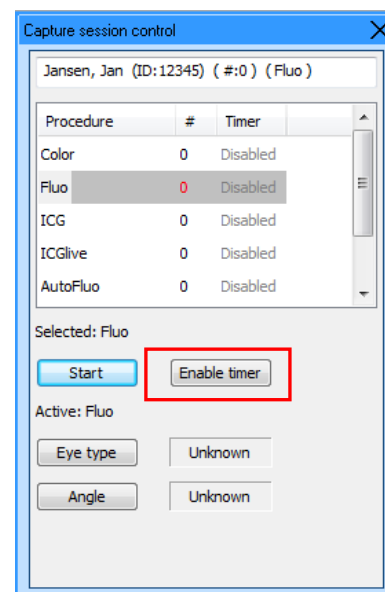 Capture session control
Jansen, Jan (ID:12345) ( #:0 ) ( Fluo )
Procedure # Timer
Color 0 Disabled
Fluo 0 Disabled
ICG 0 Disabled
ICGlive 0 Disabled
AutoFluo 0 Disabled
Selected: Fluo
Start Enable timer
Active: Fluo
Eye type Unknown
Angle Unknown